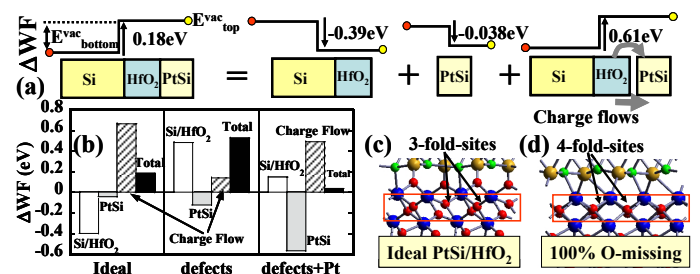 ΔWF
E^vac_bottom
0.18eV
E^vac_top
-0.39eV
-0.038eV
0.61eV
(a)
Si
HfO₂
PtSi
=
Si
HfO₂
+
PtSi
+
Si
HfO₂
PtSi
Charge flows
ΔWF (eV)
0.8
0.6
0.4
0.2
0
-0.2
-0.4
-0.6
(b)
Si/HfO₂
PtSi
Total
Si/HfO₂
PtSi
Total
Charge Flow
Charge Flow
Si/HfO₂
Total
PtSi
Ideal
defects
defects+Pt
(c)
3-fold-sites
Ideal PtSi/HfO₂
(d)
4-fold-sites
100% O-missing